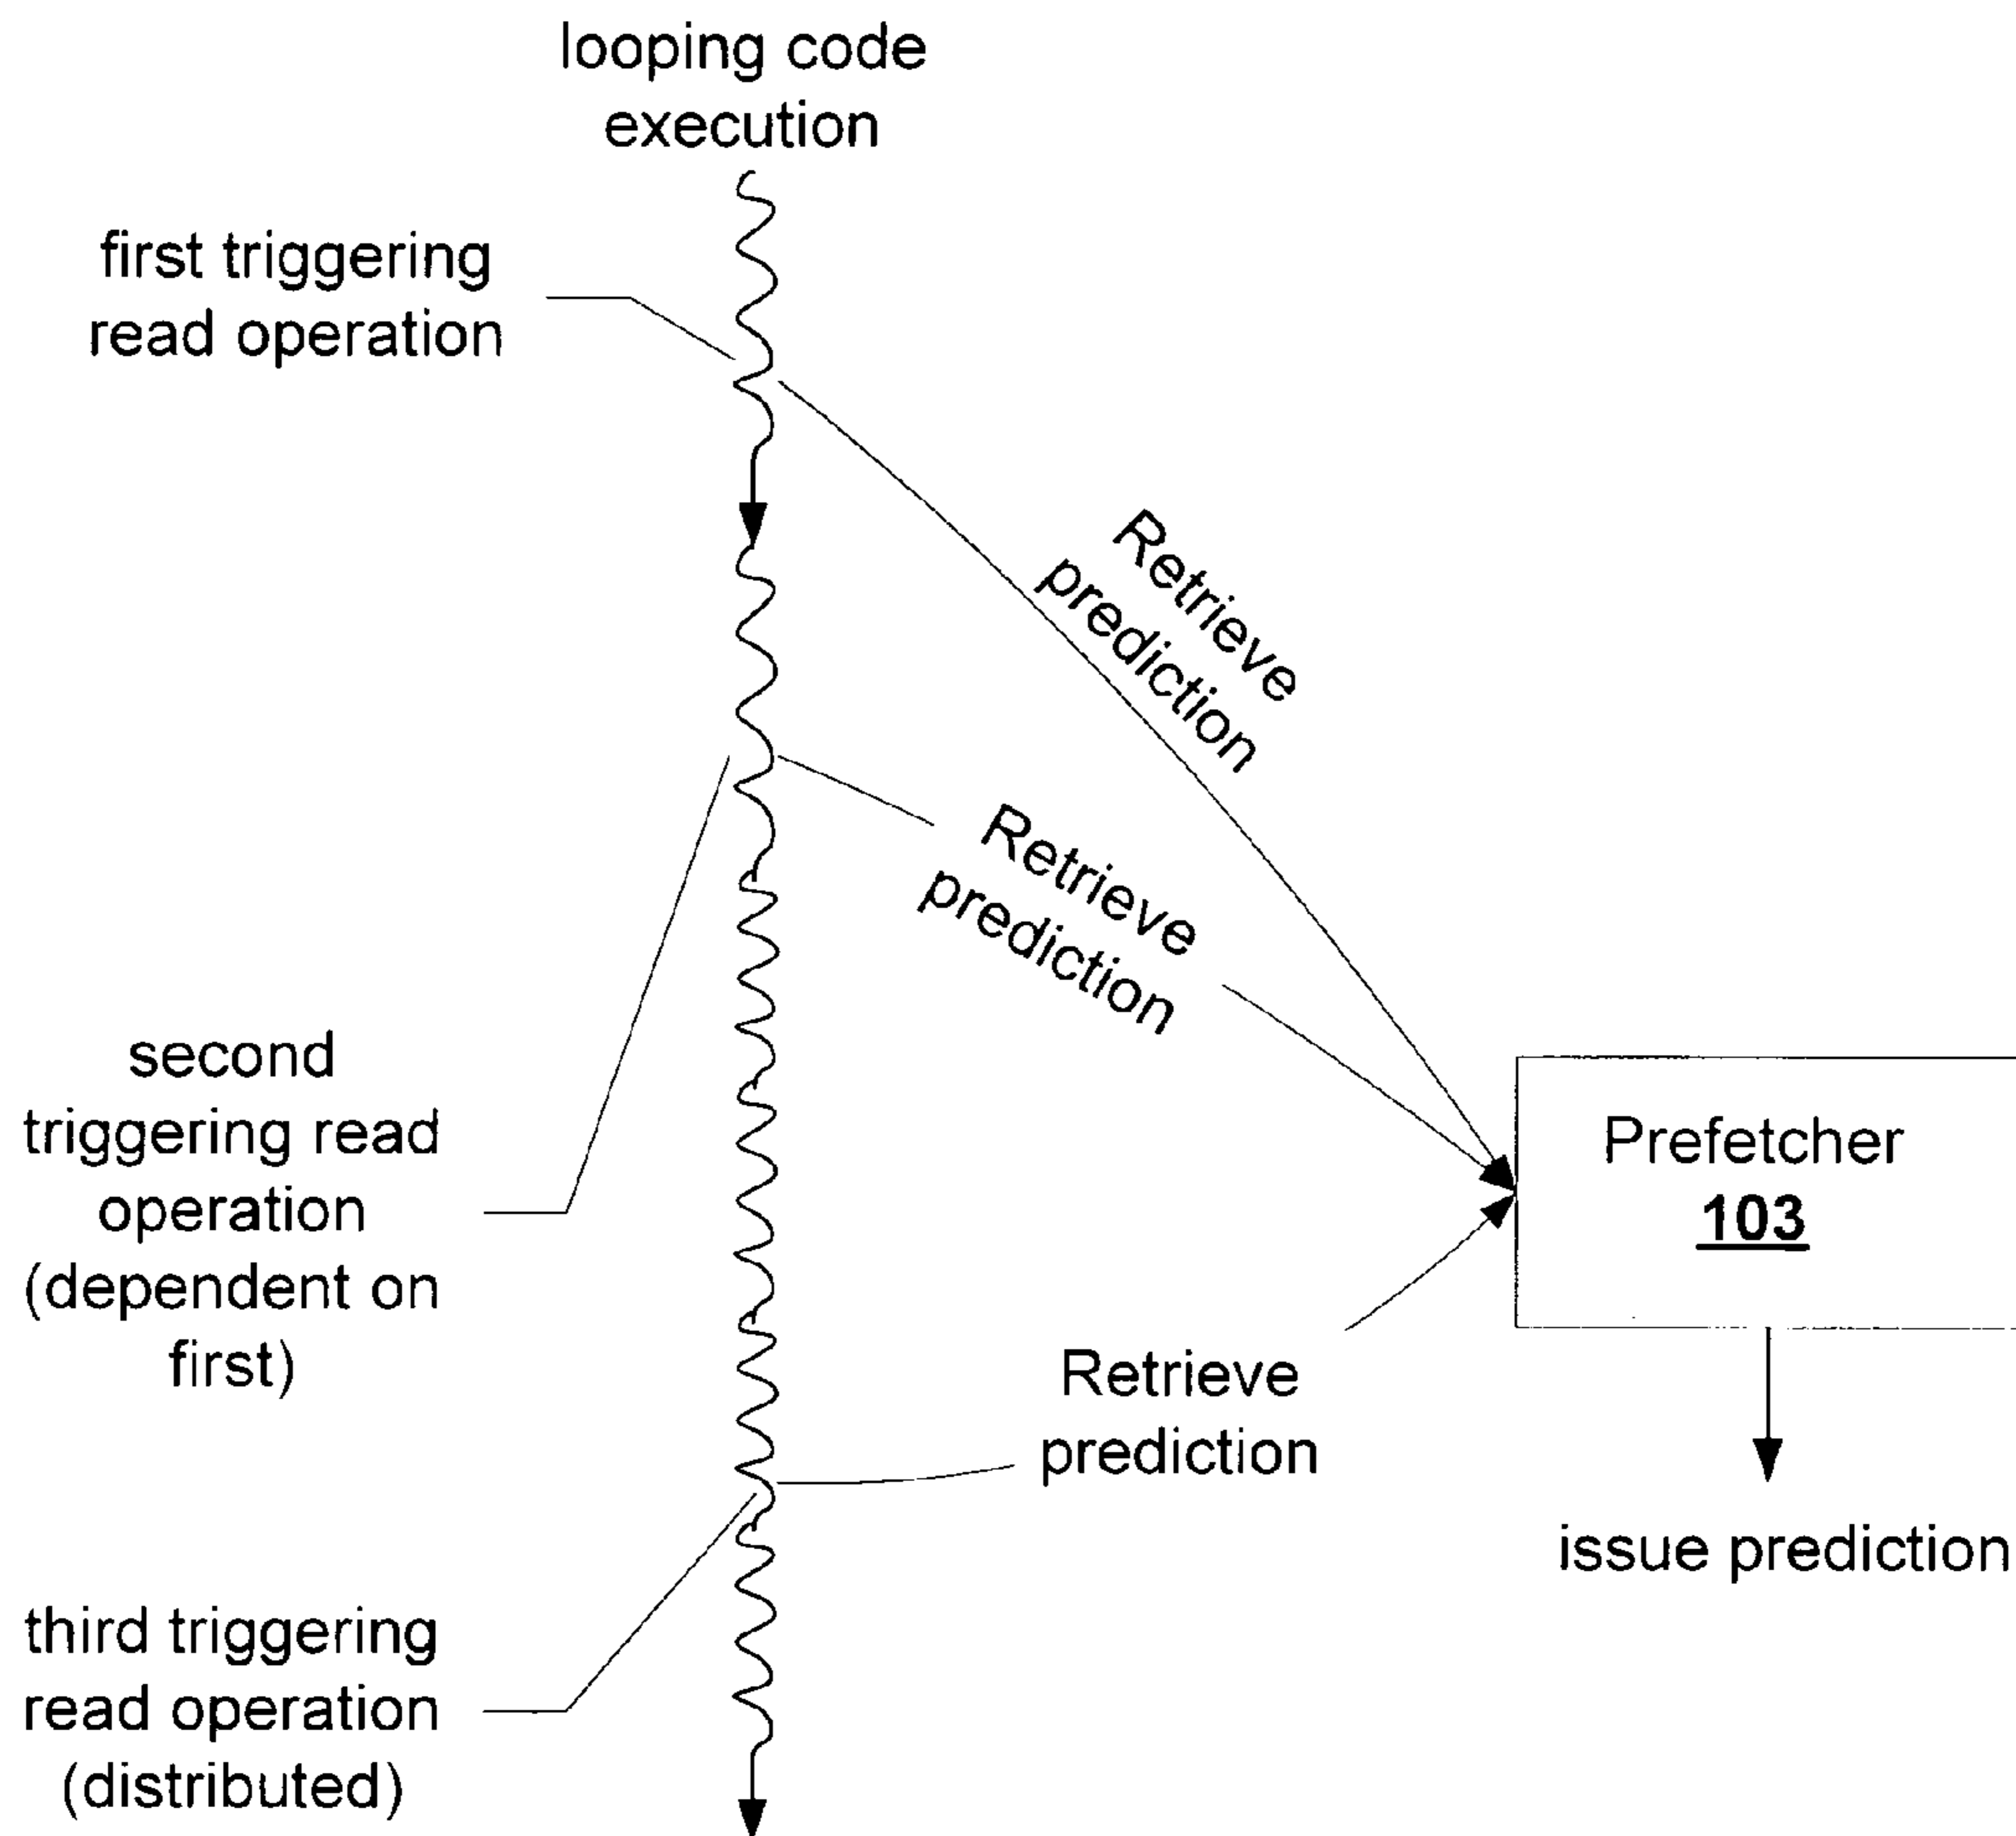 looping code
execution
first triggering
read operation
Retrieve
prediction
Retrieve
prediction
second
triggering read
operation
(dependent on
first)
Prefetcher
103
Retrieve
prediction
issue prediction
third triggering
read operation
(distributed)